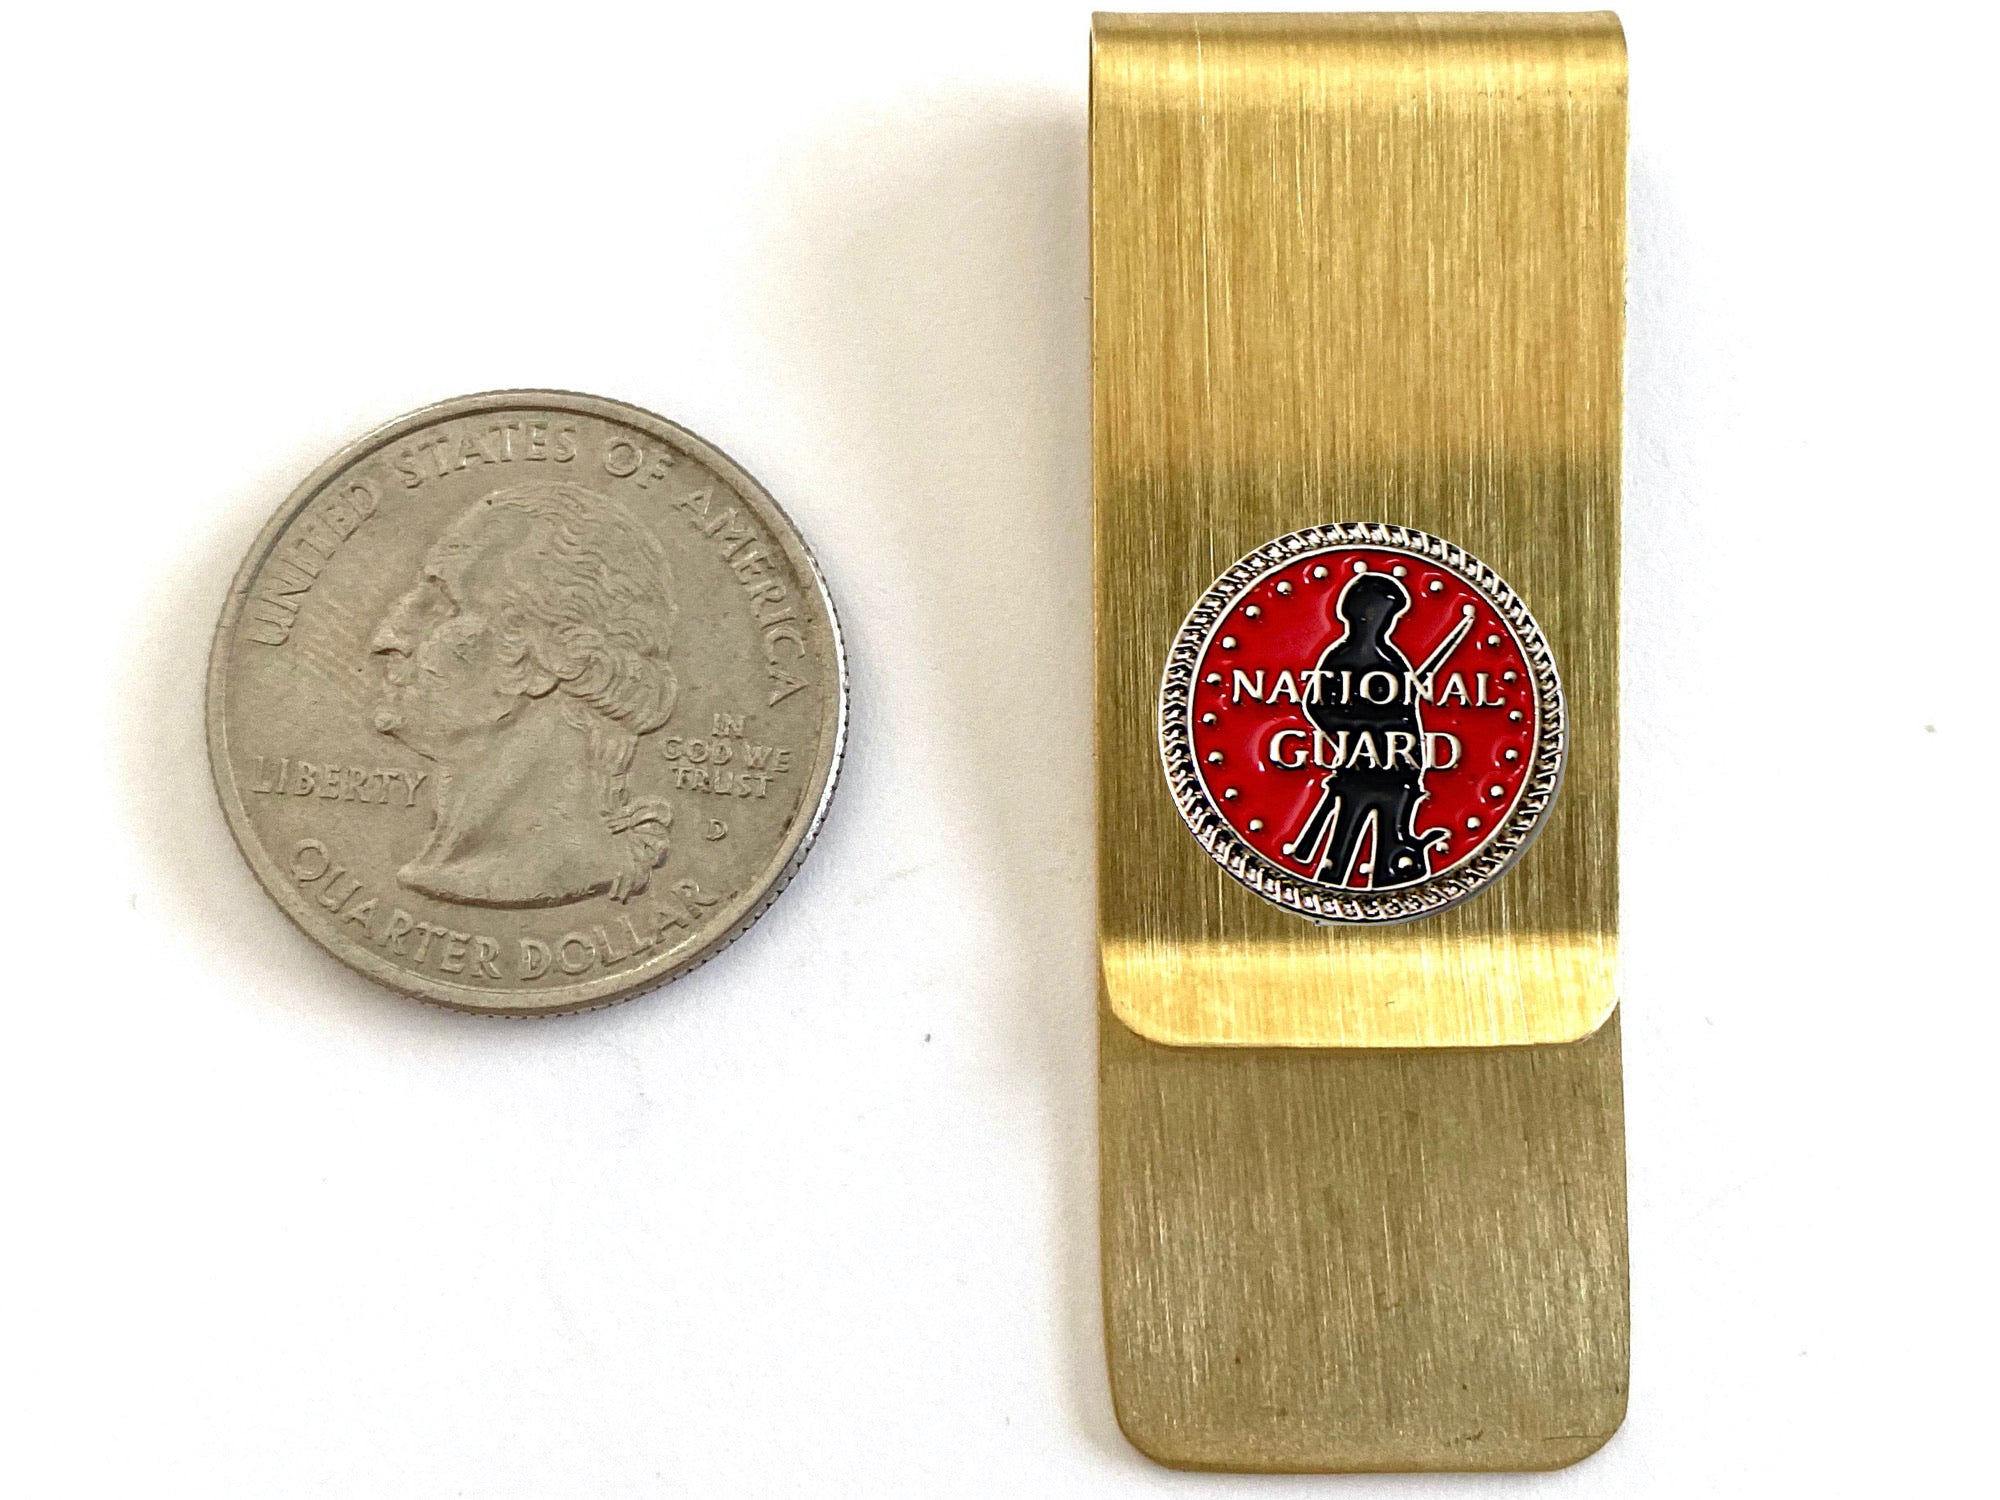 UNITED STATES OF AMERICA
LIBERTY
IN
GOD WE
TRUST
D
QUARTER DOLLAR
NATIONAL
GUARD